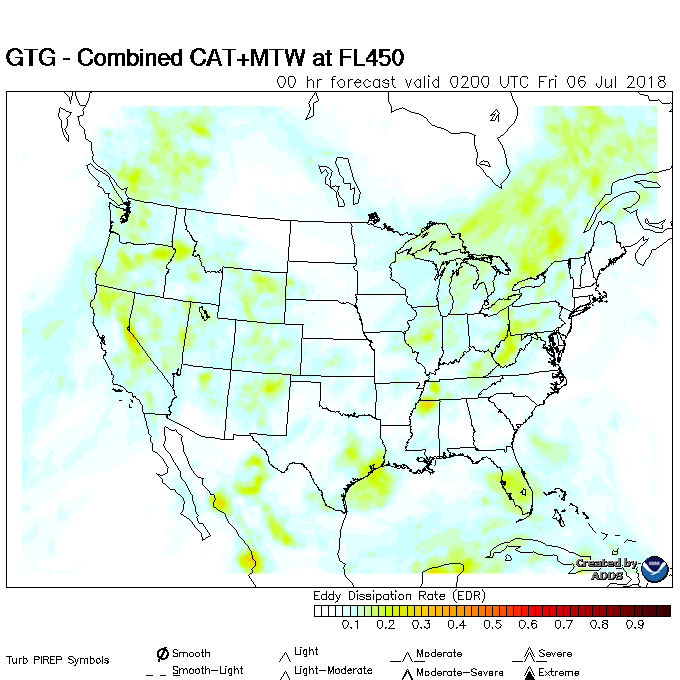 GTG - Combined CAT+MTW at FL450
00 hr forecast valid 0200 UTC Fri 06 Jul 2018
Created by
ADDS
Eddy Dissipation Rate (EDR)
0.1 0.2 0.3 0.4 0.5 0.6 0.7 0.8 0.9
Turb PIREP Symbols
Smooth Light Moderate Severe
Smooth-Light Light-Moderate Moderate-Severe Extreme